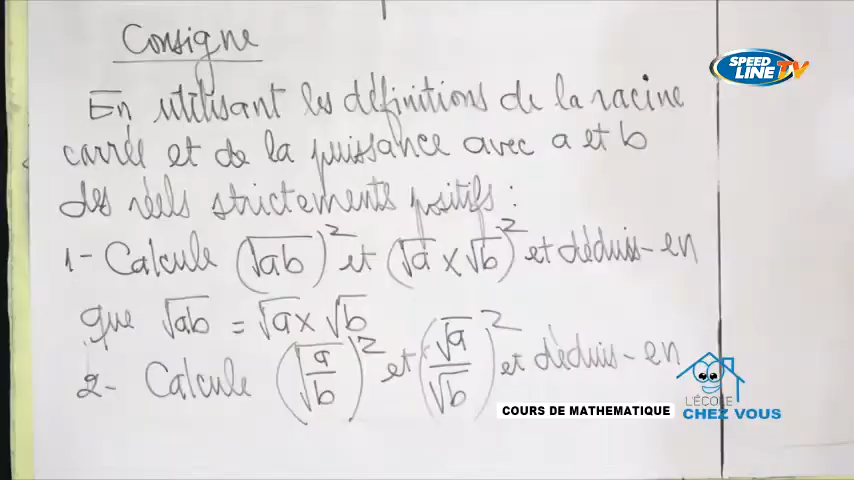 Consigne
En utilisant les définitions de la racine
carrée et de la puissance avec a et b
des réels strictements positifs :
1- Calcule (√ab)² et (√a x √b)² et déduis-en
que √ab = √a x √b
2- Calcule (√(a/b))² et (√a/√b)² et déduis-en
SPEED
LINE TV
COURS DE MATHEMATIQUE
L'ÉCOLE
CHEZ VOUS